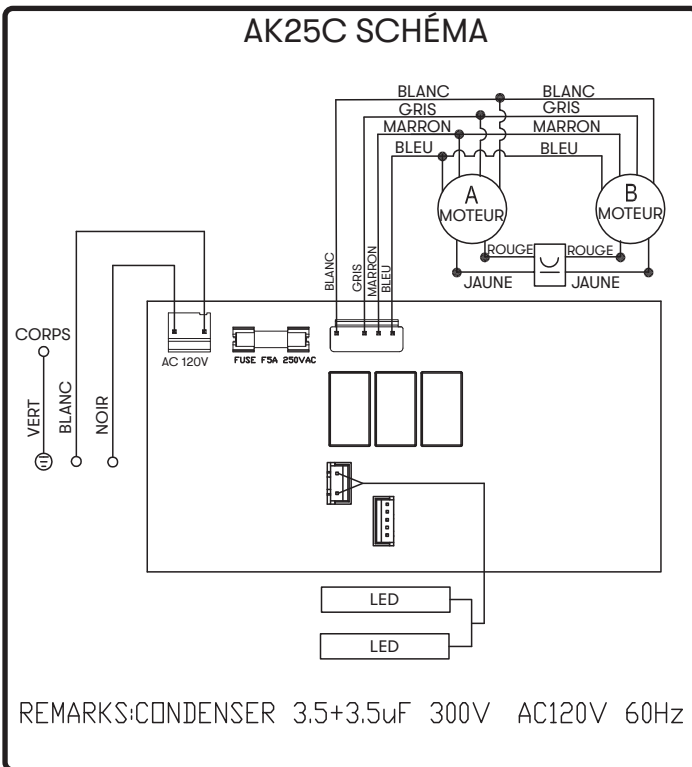 AK25C SCHÉMA
BLANC BLANC
GRIS GRIS
MARRON MARRON
BLEU BLEU
A
MOTEUR
B
MOTEUR
ROUGE ROUGE
JAUNE JAUNE
BLANC
GRIS
MARRON
BLEU
CORPS
VERT
BLANC
NOIR
AC 120V
FUSE F5A 250VAC
LED
LED
REMARKS:CONDENSER 3.5+3.5uF 300V AC120V 60Hz